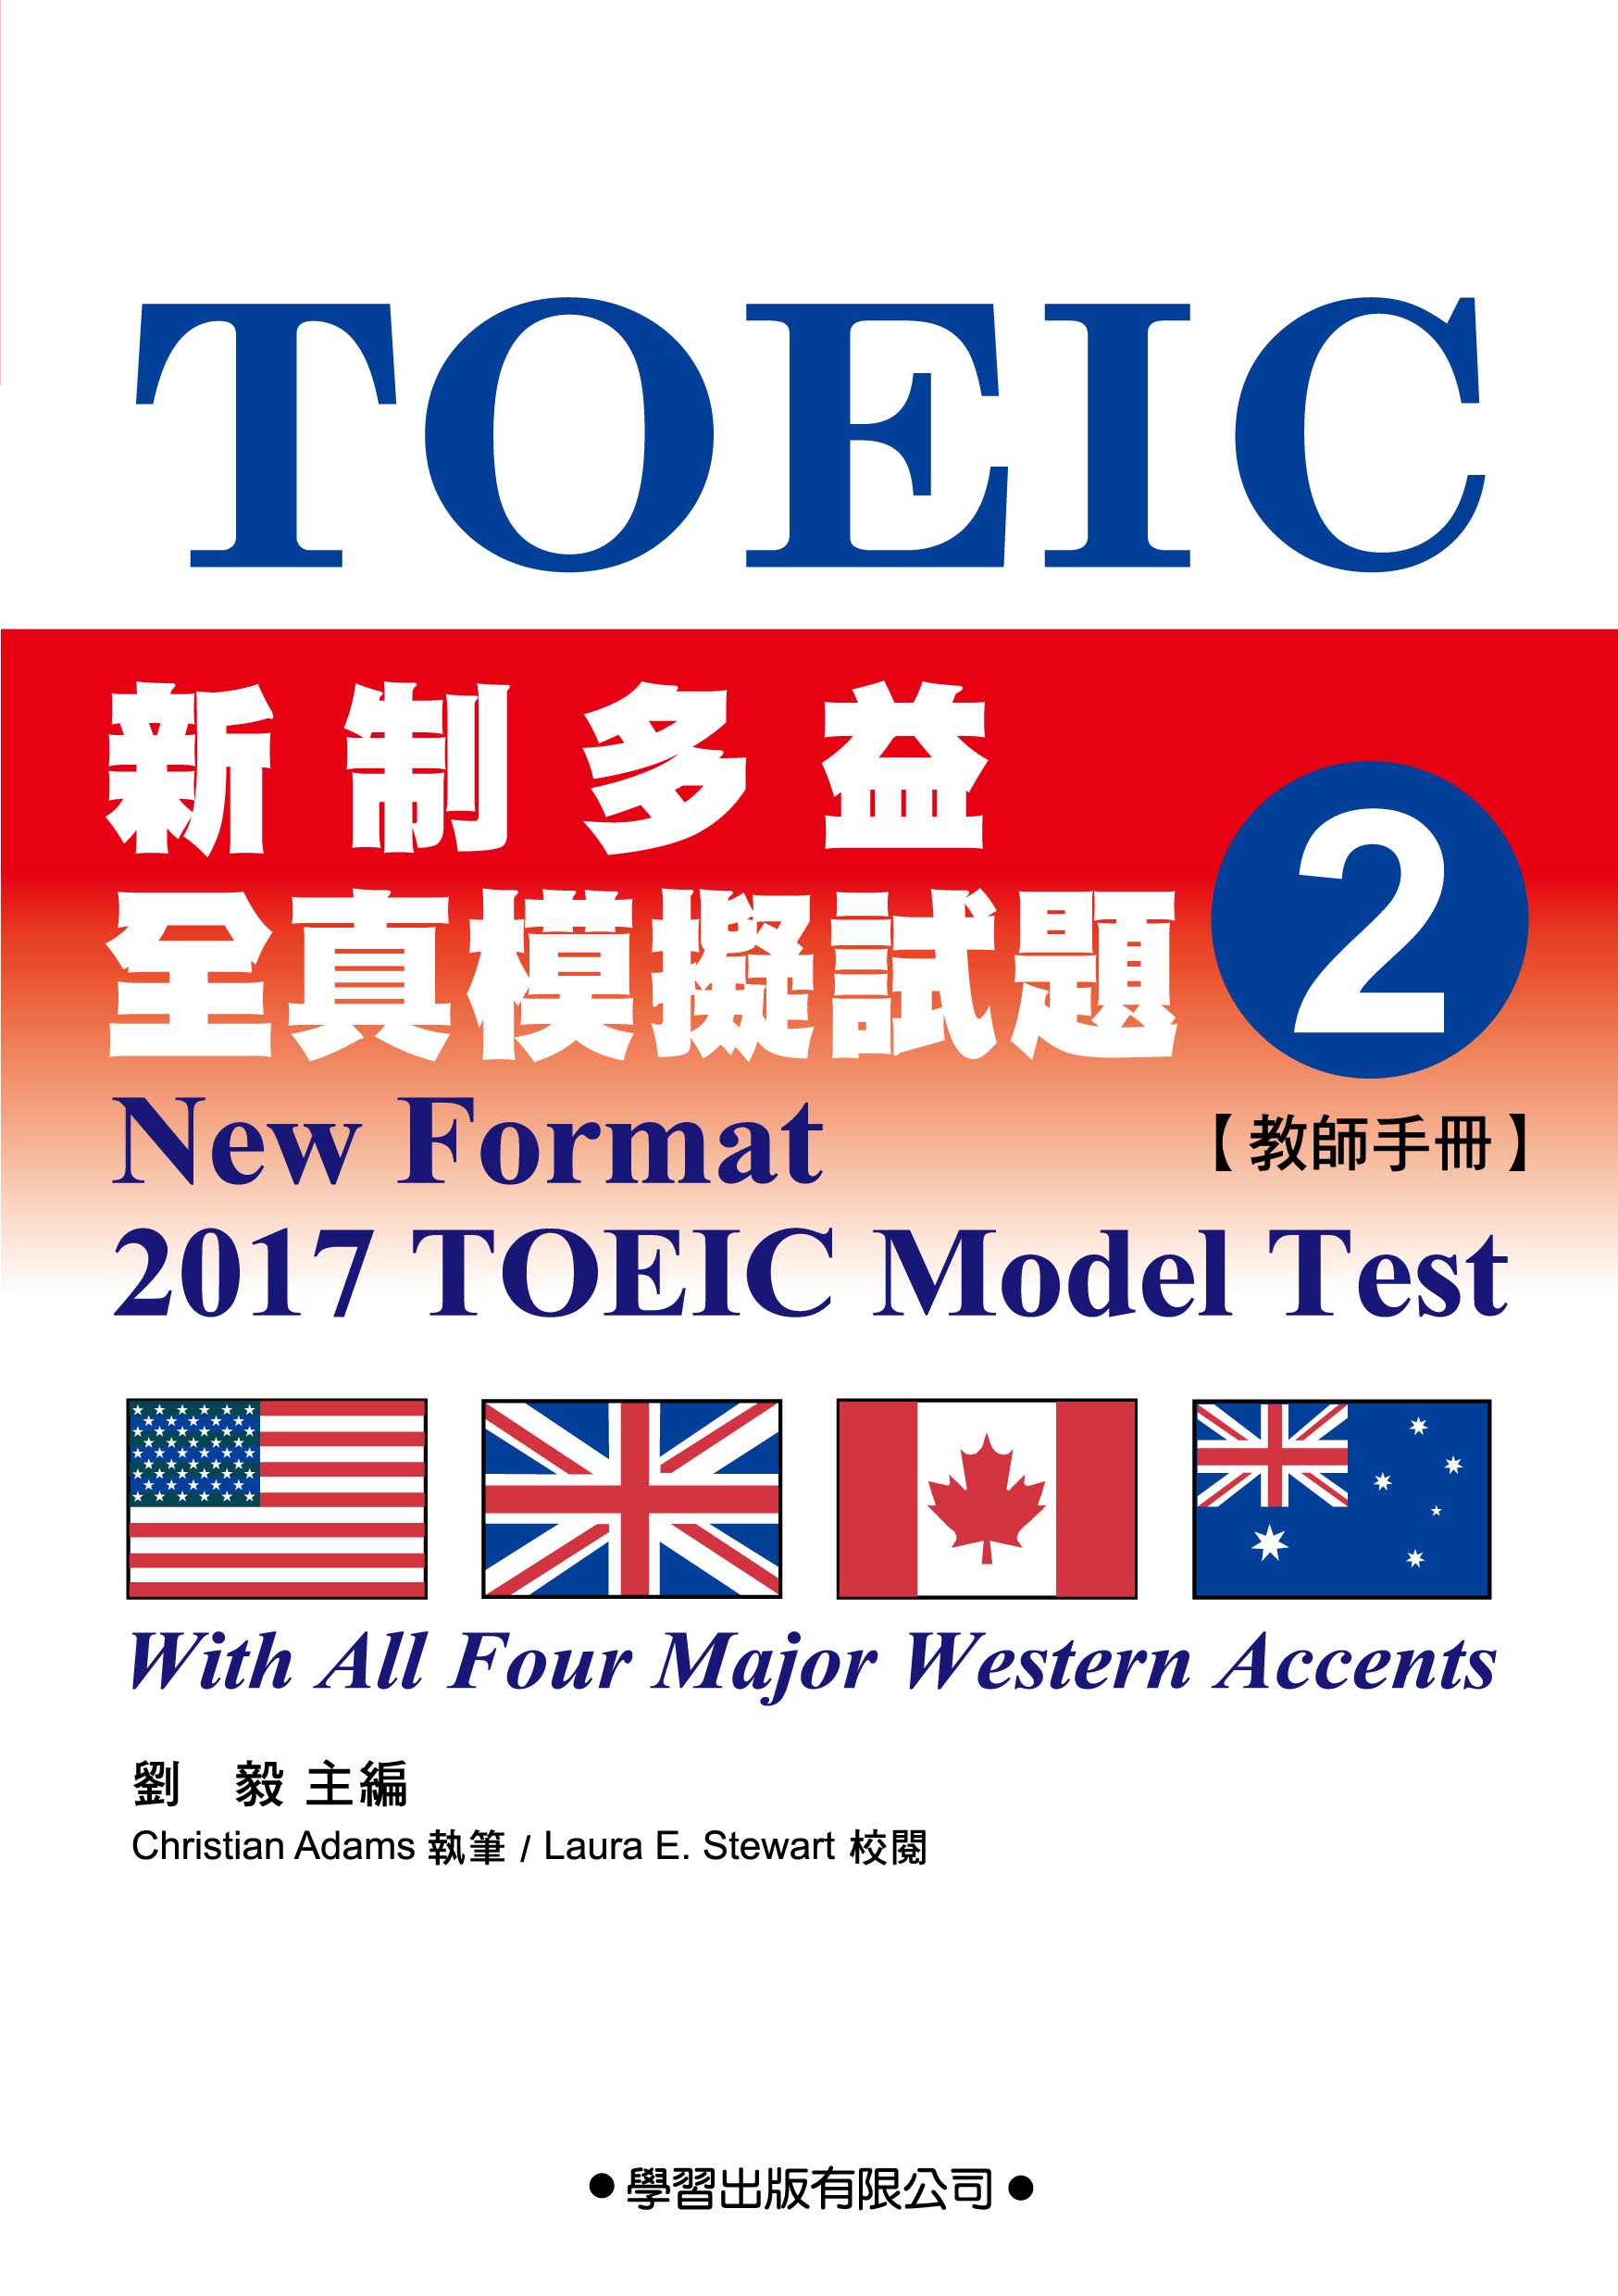 TOEIC
新制多益
全真模擬試題 2
New Format
【教師手冊】
2017 TOEIC Model Test
With All Four Major Western Accents
劉 毅 主編
Christian Adams 執筆 / Laura E. Stewart 校閱
●學習出版有限公司●